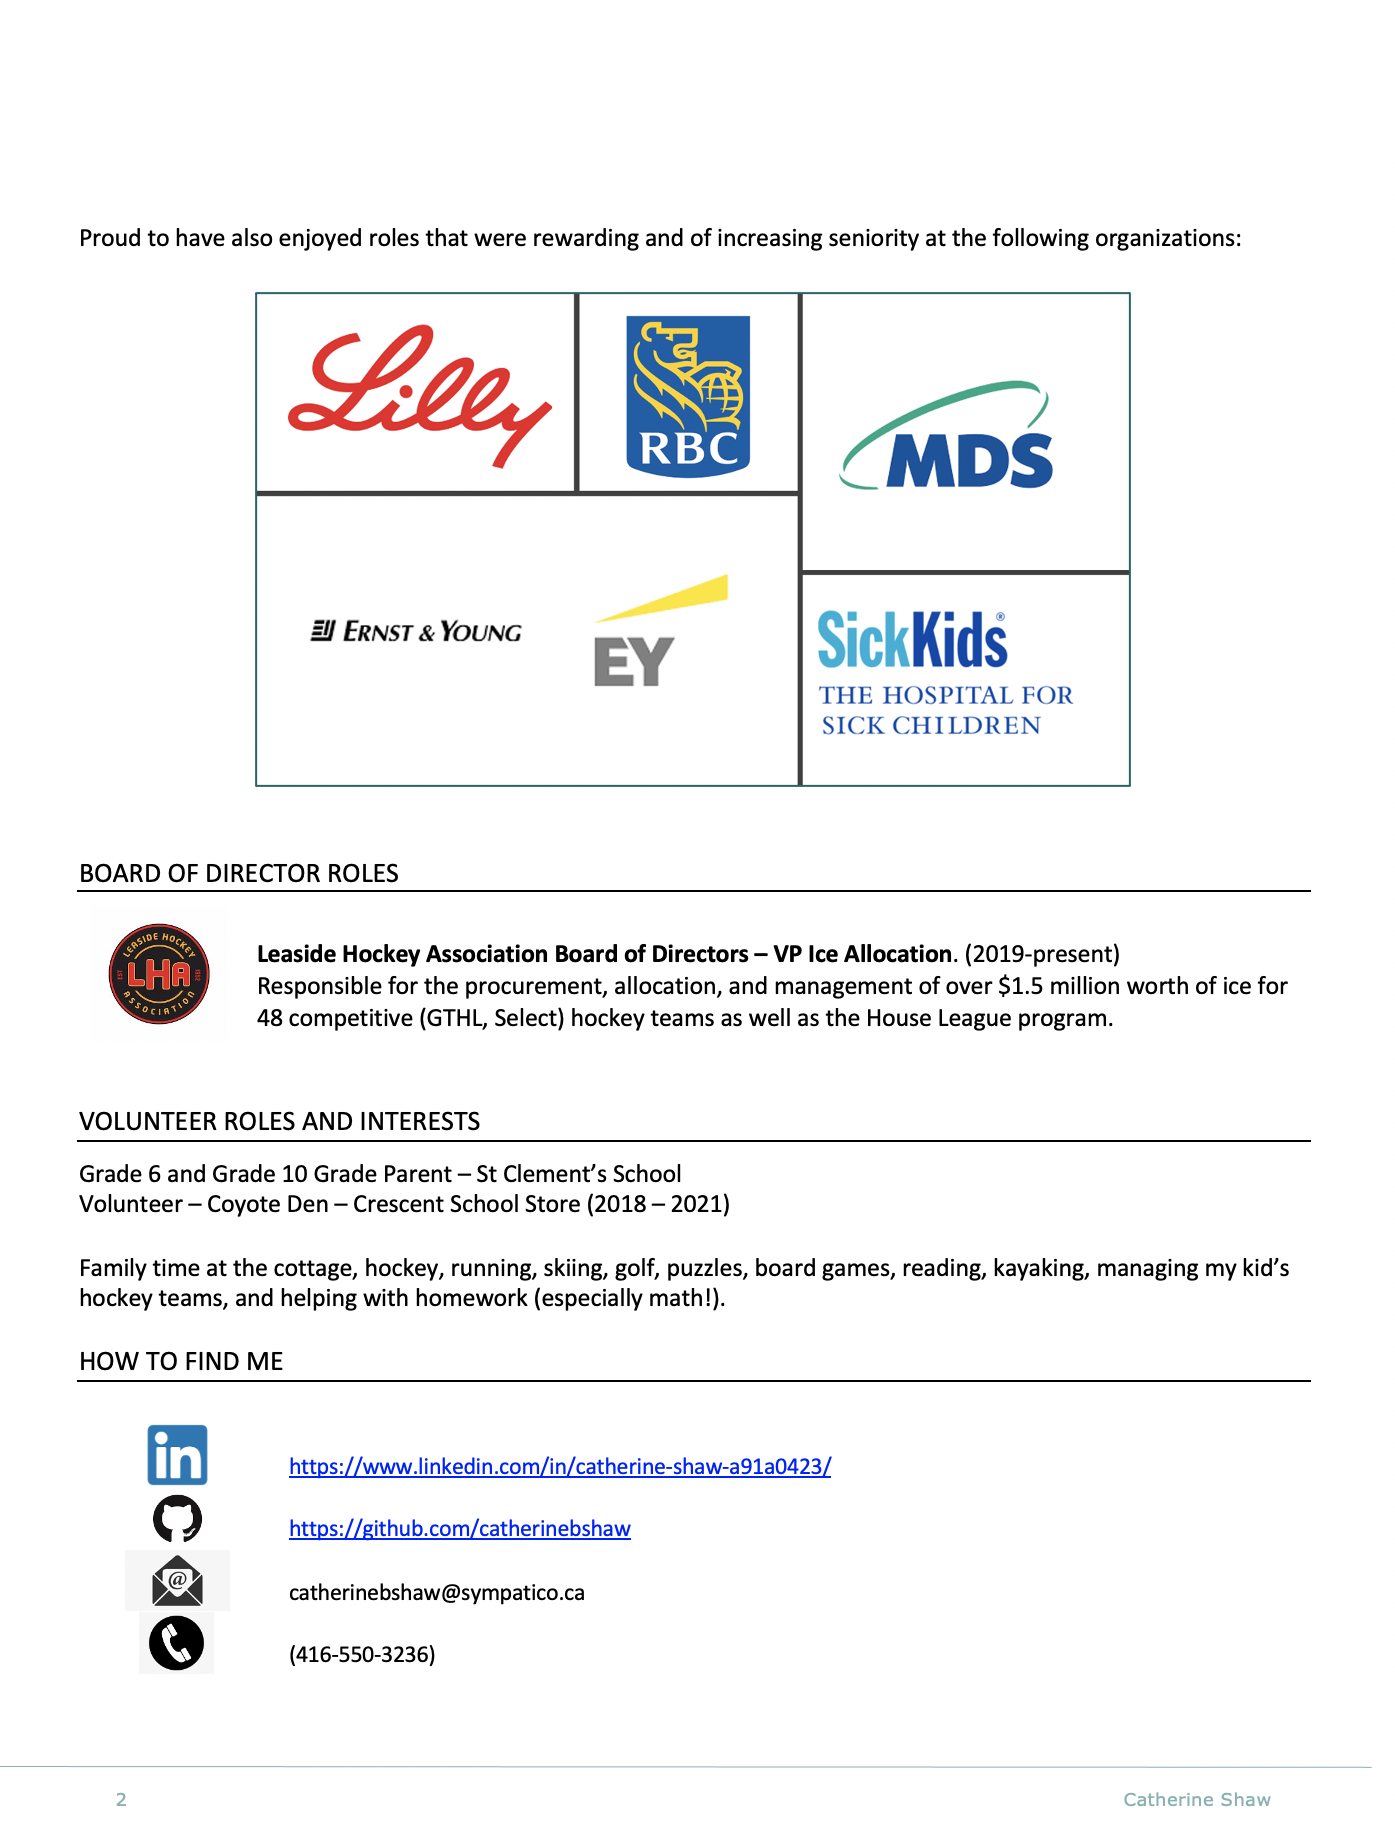 Proud to have also enjoyed roles that were rewarding and of increasing seniority at the following organizations:
Lilly
RBC
MDS
ERNST & YOUNG
EY
SickKids®
THE HOSPITAL FOR
SICK CHILDREN
BOARD OF DIRECTOR ROLES
LEASIDE HOCKEY
EST LHA 1952
ASSOCIATION
Leaside Hockey Association Board of Directors – VP Ice Allocation. (2019-present)
Responsible for the procurement, allocation, and management of over $1.5 million worth of ice for
48 competitive (GTHL, Select) hockey teams as well as the House League program.
VOLUNTEER ROLES AND INTERESTS
Grade 6 and Grade 10 Grade Parent – St Clement’s School
Volunteer – Coyote Den – Crescent School Store (2018 – 2021)
Family time at the cottage, hockey, running, skiing, golf, puzzles, board games, reading, kayaking, managing my kid’s
hockey teams, and helping with homework (especially math!).
HOW TO FIND ME
in
https://www.linkedin.com/in/catherine-shaw-a91a0423/
https://github.com/catherinebshaw
@
catherinebshaw@sympatico.ca
(416-550-3236)
2
Catherine Shaw